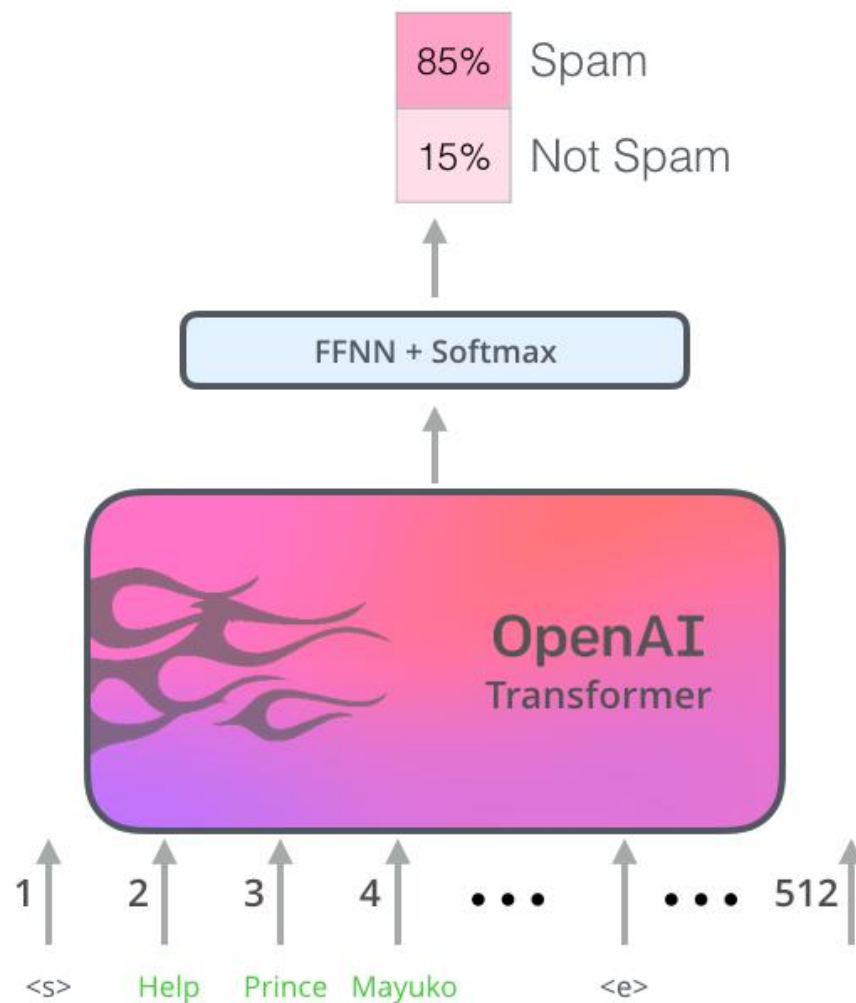 85% Spam
15% Not Spam
FFNN + Softmax
OpenAI
Transformer
1 2 3 4 ••• ••• 512
<s> Help Prince Mayuko <e>